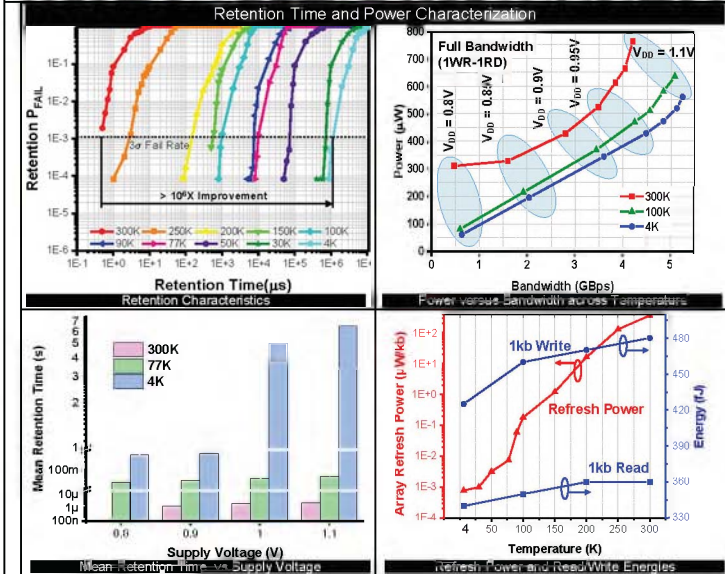 Retention Time and Power Characterization
Retention P_FAIL
1E-1
1E-2
1E-3
1E-4
1E-5
1E-6
3σ Fail Rate
> 10⁶X Improvement
300K 250K 200K 150K 100K
90K 77K 50K 30K 4K
1E-1 1E+0 1E+1 1E+2 1E+3 1E+4 1E+5 1E+6
Retention Time(µs)
Retention Characteristics
Power (µW)
800
700
600
500
400
300
200
100
0
Full Bandwidth
(1WR-1RD)
V_DD = 0.8V
V_DD = 0.9V
V_DD = 0.95V
V_DD = 1.1V
300K
100K
4K
0 1 2 3 4 5
Bandwidth (GBps)
Power versus Bandwidth across Temperature
Mean Retention Time (s)
7
6
5
4
3
2
1
100m
10µ
1µ
100n
300K
77K
4K
0.8 0.9 1 1.1
Supply Voltage (V)
Mean Retention Time vs Supply Voltage
Array Refresh Power (µW/kb)
1E+2
1E+1
1E+0
1E-1
1E-2
1E-3
1E-4
1kb Write
Refresh Power
1kb Read
480
450
420
390
360
330
Energy (fJ)
4 50 100 150 200 250 300
Temperature (K)
Refresh Power and Read/Write Energies